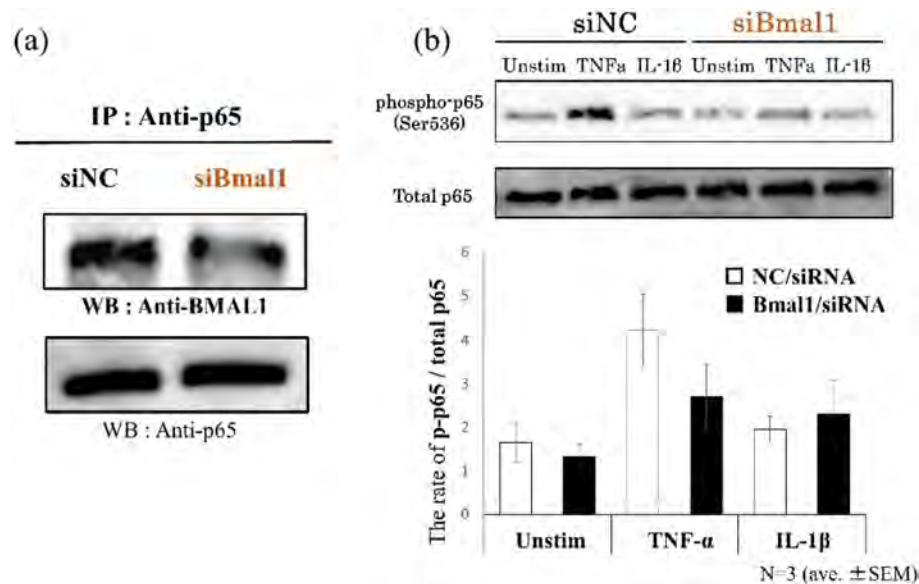 (a)
IP : Anti-p65
siNC siBmal1
WB : Anti-BMAL1
WB : Anti-p65
(b)
siNC siBmal1
Unstim TNFa IL-1β Unstim TNFa IL-1β
phospho-p65
(Ser536)
Total p65
The rate of p-p65 / total p65
6
5
4
3
2
1
0
NC/siRNA
Bmal1/siRNA
Unstim TNF-α IL-1β
N=3 (ave. ±SEM)